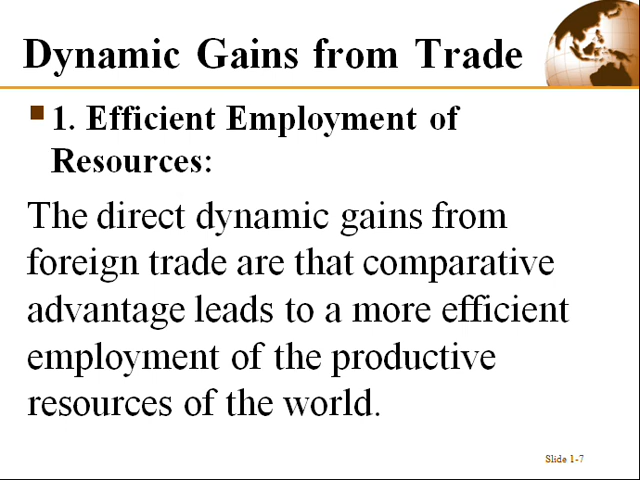 Dynamic Gains from Trade
1. Efficient Employment of
Resources:
The direct dynamic gains from
foreign trade are that comparative
advantage leads to a more efficient
employment of the productive
resources of the world.
Slide 1-7